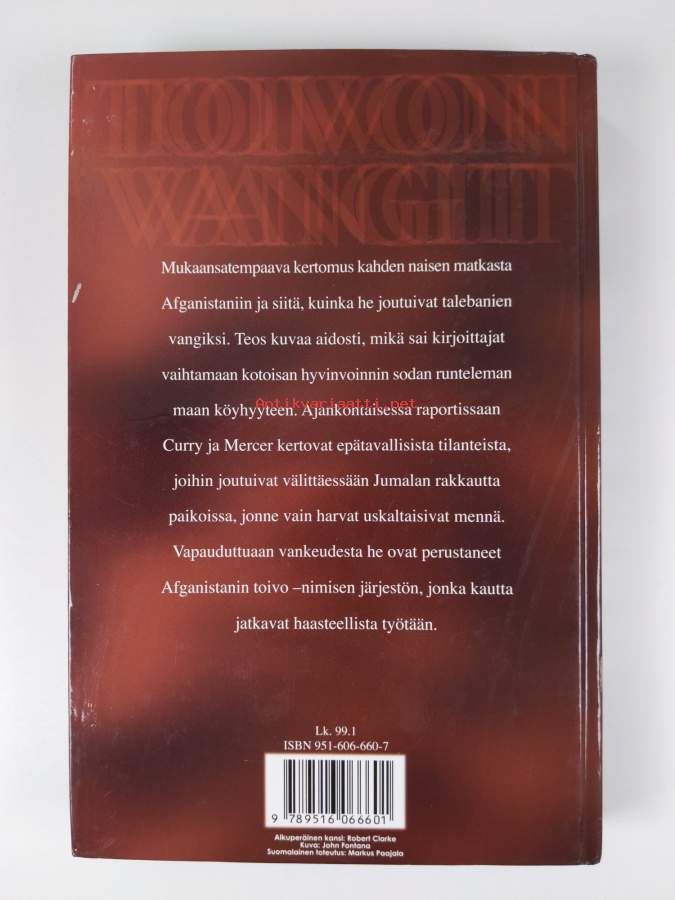 TOIVON
VANGIT
Mukaansatempaava kertomus kahden naisen matkasta
Afganistaniin ja siitä, kuinka he joutuivat talebanien
vangiksi. Teos kuvaa aidosti, mikä sai kirjoittajat
vaihtamaan kotoisan hyvinvoinnin sodan runteleman
Antikvariaatti.net
maan köyhyyteen. Ajankohtaisessa raportissaan
Curry ja Mercer kertovat epätavallisista tilanteista,
joihin joutuivat välittäessään Jumalan rakkautta
paikoissa, jonne vain harvat uskaltaisivat mennä.
Vapauduttuaan vankeudesta he ovat perustaneet
Afganistanin toivo –nimisen järjestön, jonka kautta
jatkavat haasteellista työtään.
Lk. 99.1
ISBN 951-606-660-7
9 789516 066601
Alkuperäinen kansi: Robert Clarke
Kuva: John Fontana
Suomalainen toteutus: Markus Paajala